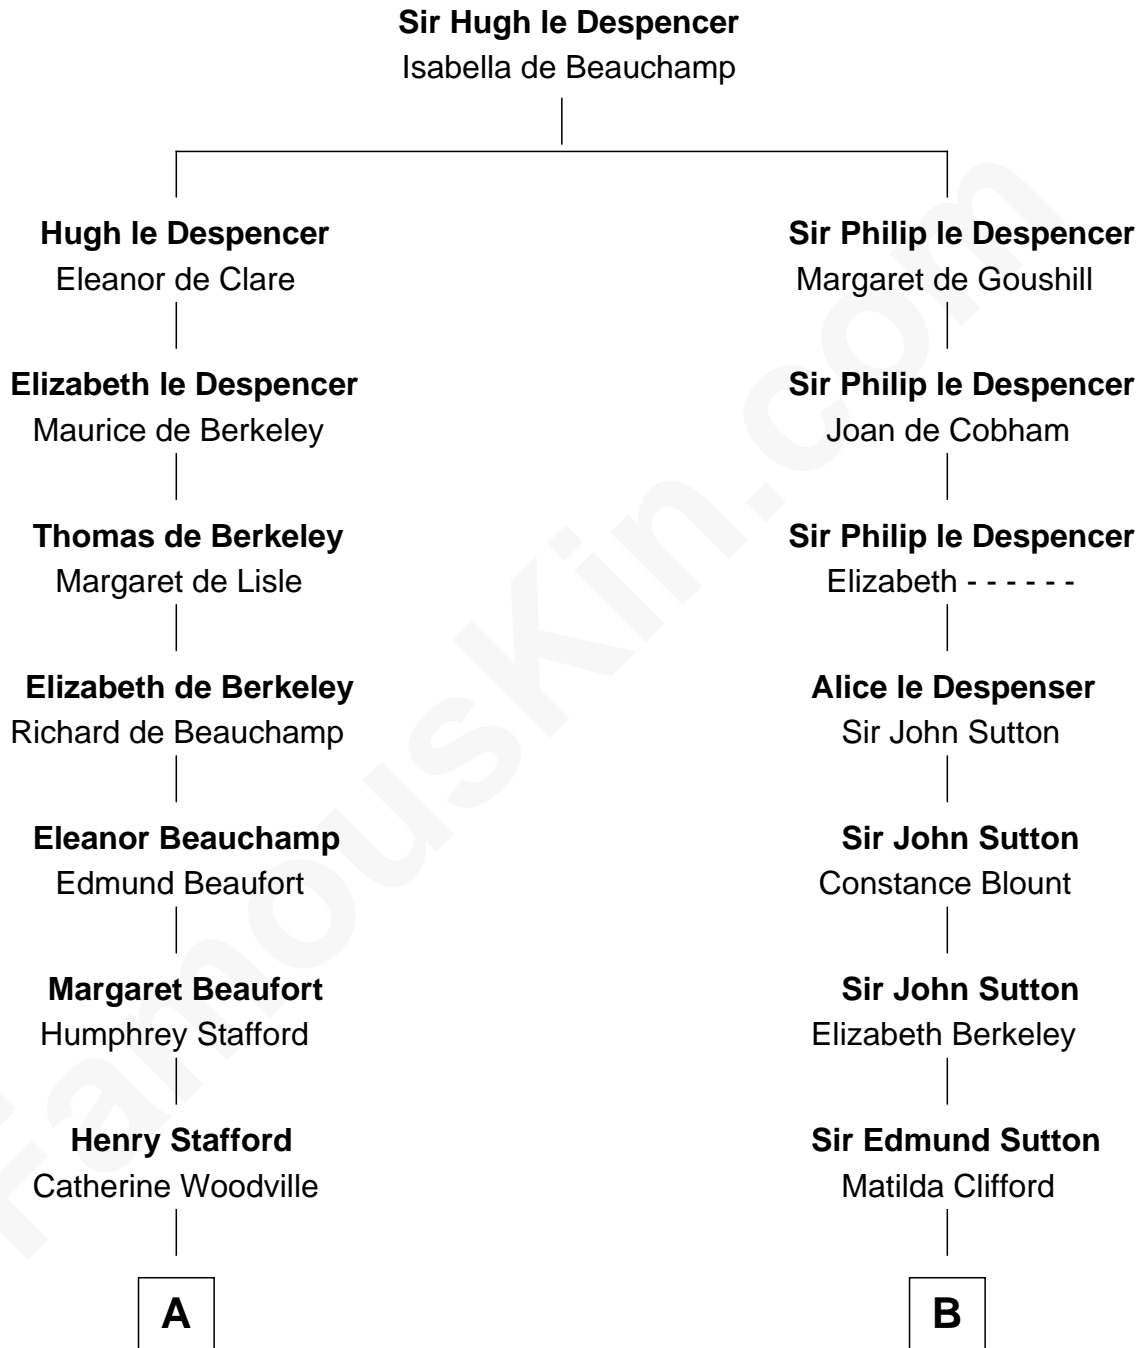 Sir Hugh le Despencer
Isabella de Beauchamp
Hugh le Despencer
Eleanor de Clare
Elizabeth le Despencer
Maurice de Berkeley
Thomas de Berkeley
Margaret de Lisle
Elizabeth de Berkeley
Richard de Beauchamp
Eleanor Beauchamp
Edmund Beaufort
Margaret Beaufort
Humphrey Stafford
Henry Stafford
Catherine Woodville
A
Sir Philip le Despencer
Margaret de Goushill
Sir Philip le Despencer
Joan de Cobham
Sir Philip le Despencer
Elizabeth - - - - - -
Alice le Despenser
Sir John Sutton
Sir John Sutton
Constance Blount
Sir John Sutton
Elizabeth Berkeley
Sir Edmund Sutton
Matilda Clifford
B
FamousKin.com